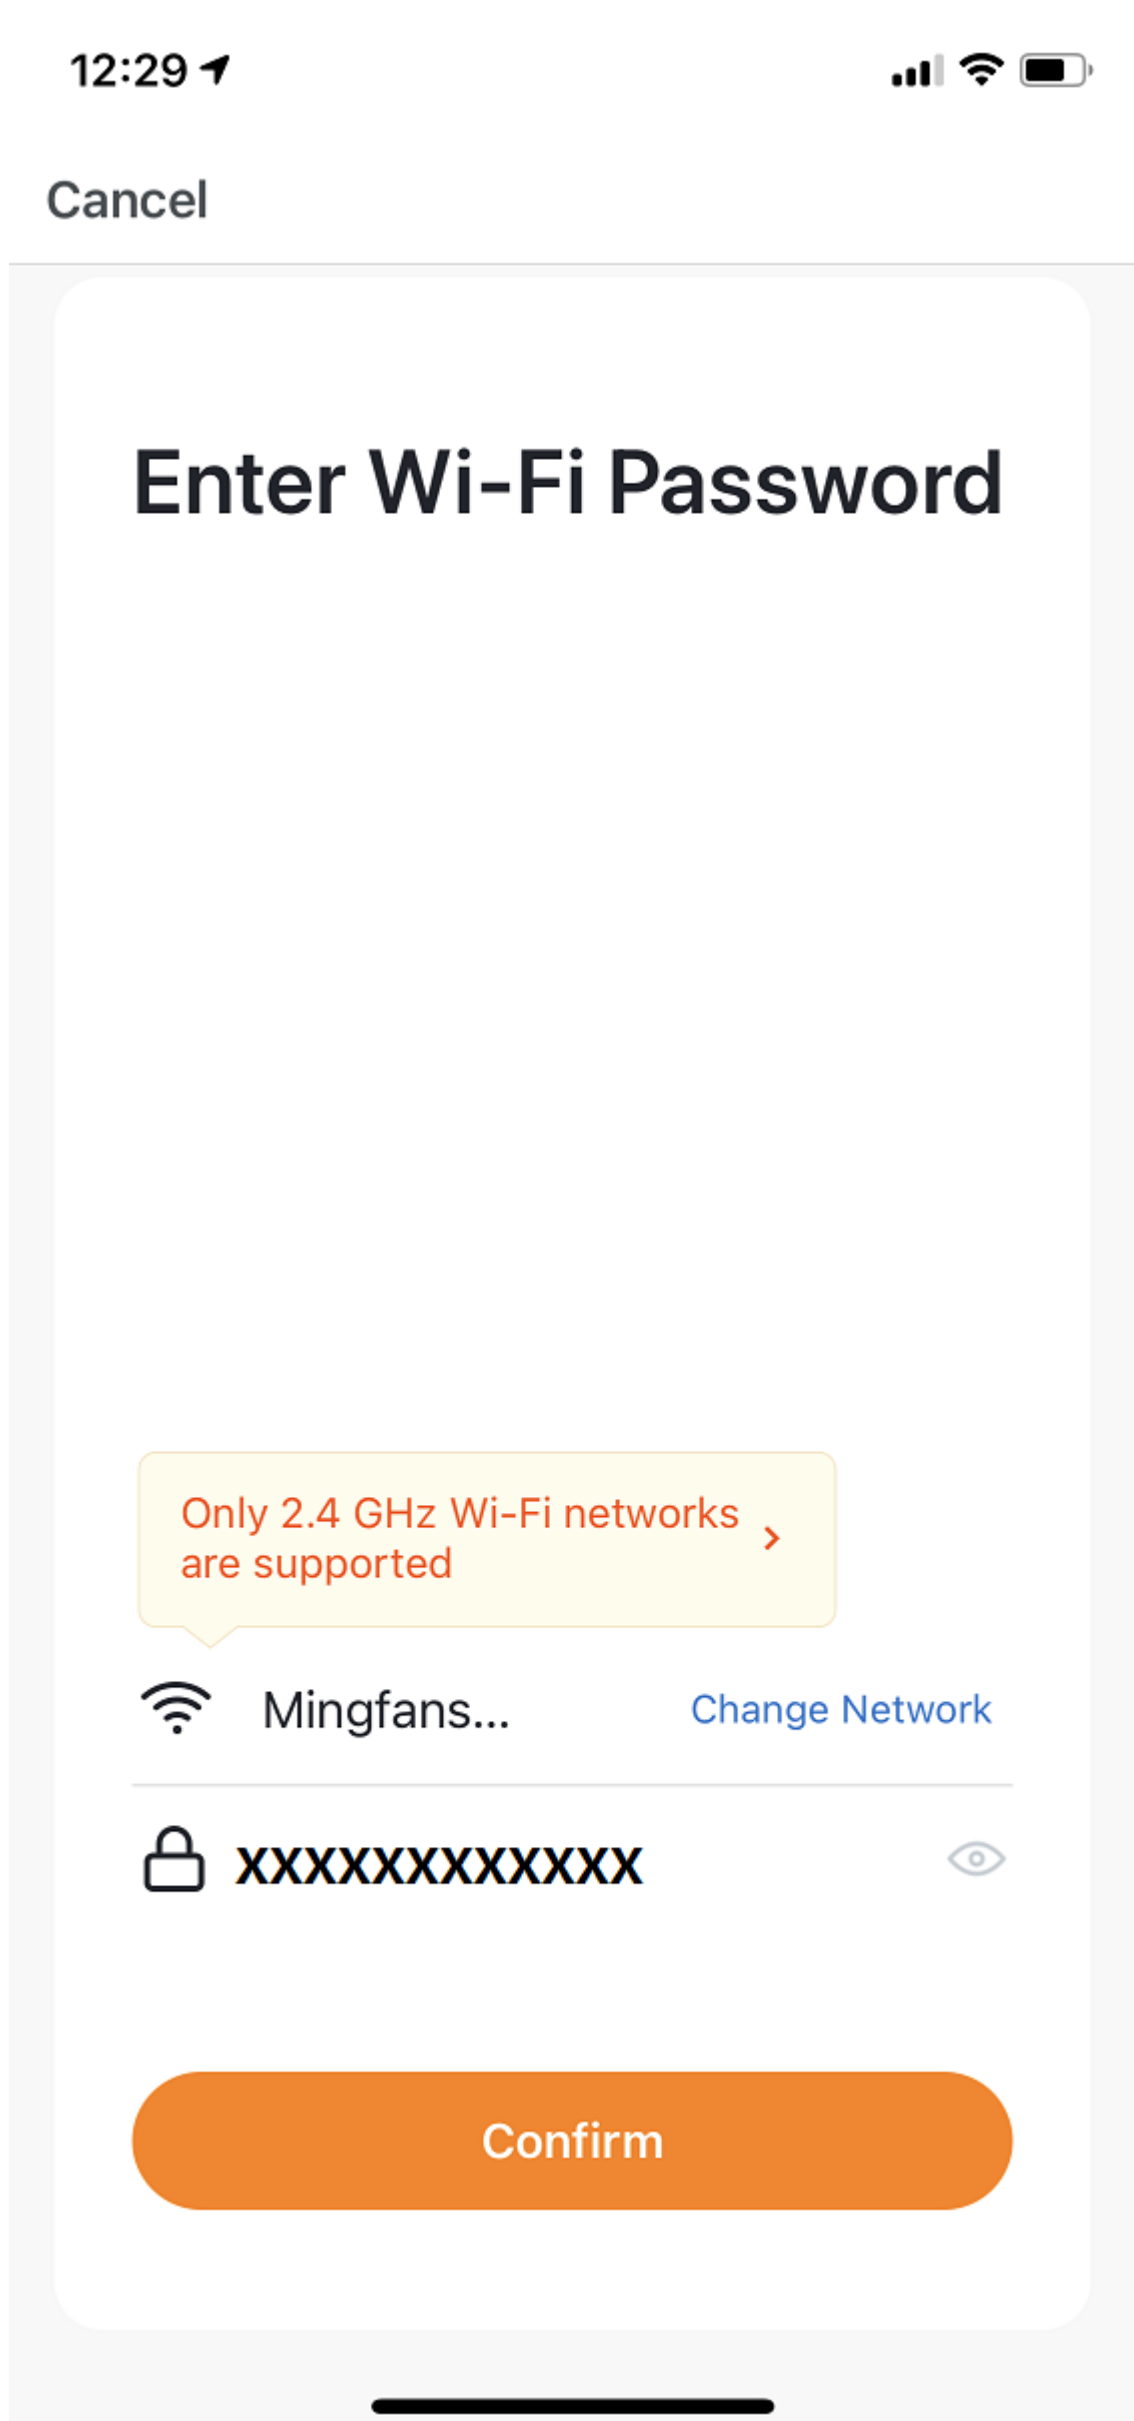 12:29
Cancel
Enter Wi-Fi Password
Only 2.4 GHz Wi-Fi networks
are supported
Mingfans...
Change Network
XXXXXXXXXXXX
Confirm